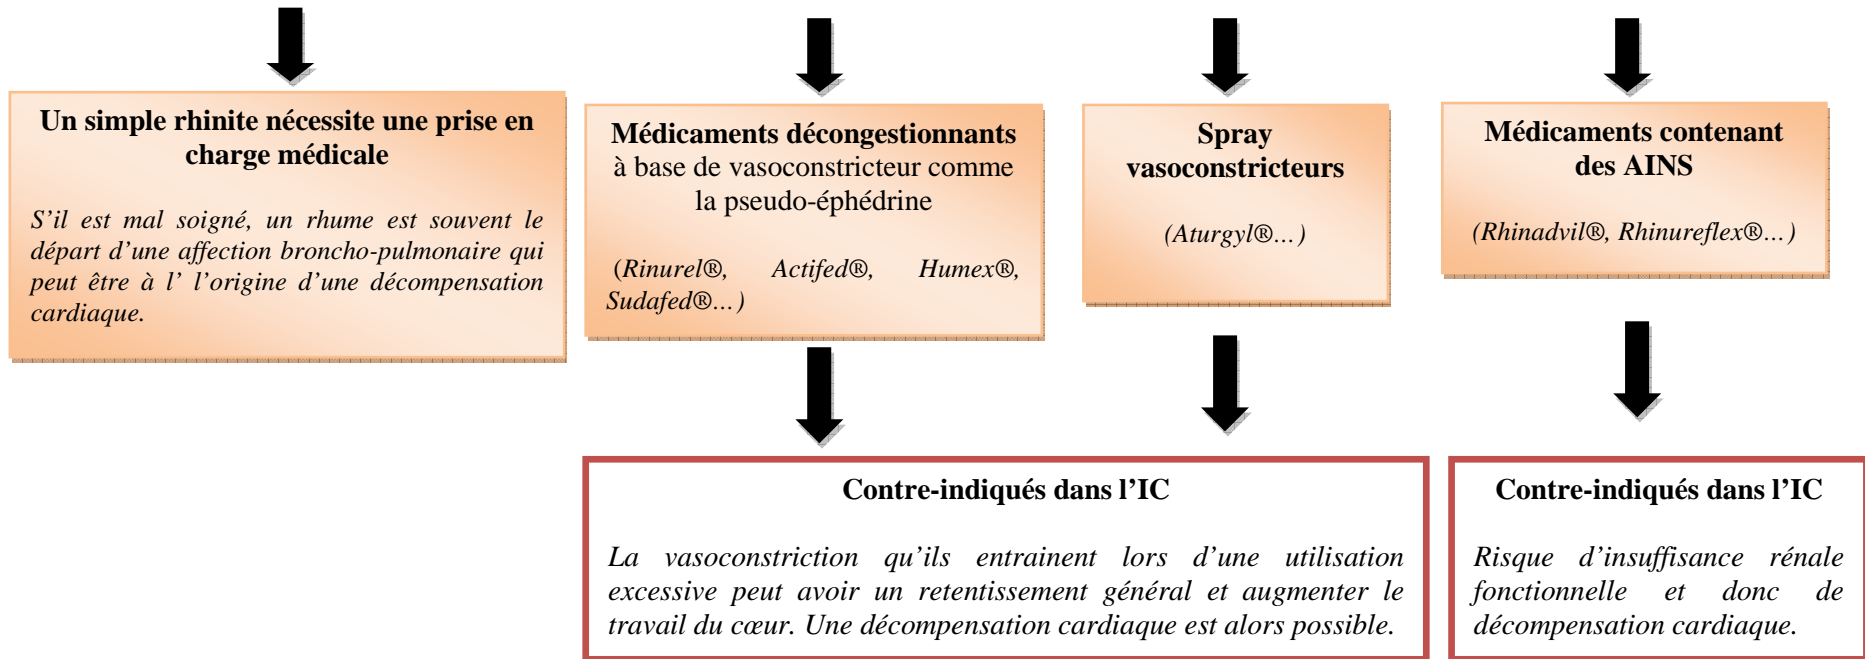 Un simple rhinite nécessite une prise en
charge médicale
S'il est mal soigné, un rhume est souvent le
départ d'une affection broncho-pulmonaire qui
peut être à l' l'origine d'une décompensation
cardiaque.
Médicaments décongestionnants
à base de vasoconstricteur comme
la pseudo-éphédrine
(Rinurel®, Actifed®, Humex®,
Sudafed®…)
Spray
vasoconstricteurs
(Aturgyl®…)
Médicaments contenant
des AINS
(Rhinadvil®, Rhinureflex®…)
Contre-indiqués dans l'IC
La vasoconstriction qu'ils entrainent lors d'une utilisation
excessive peut avoir un retentissement général et augmenter le
travail du cœur. Une décompensation cardiaque est alors possible.
Contre-indiqués dans l'IC
Risque d'insuffisance rénale
fonctionnelle et donc de
décompensation cardiaque.